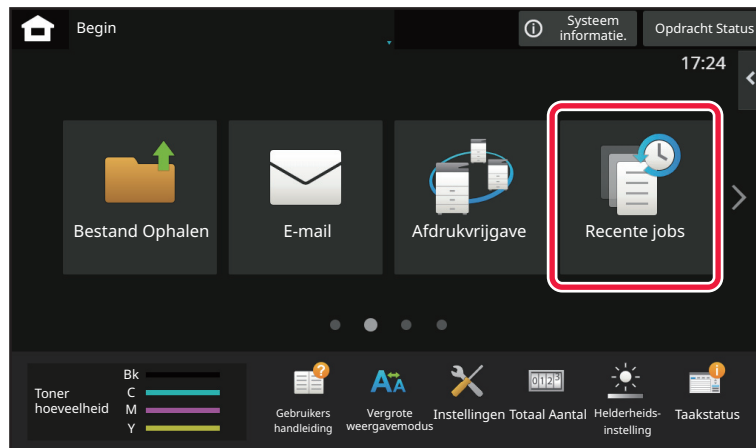 Begin
Systeem
informatie.
Opdracht Status
17:24
Bestand Ophalen
E-mail
Afdrukvrijgave
Recente jobs
Toner
hoeveelheid
Bk
C
M
Y
Gebruikers
handleiding
Vergrote
weergavemodus
Instellingen
0123
Totaal Aantal
Helderheids-
instelling
Taakstatus